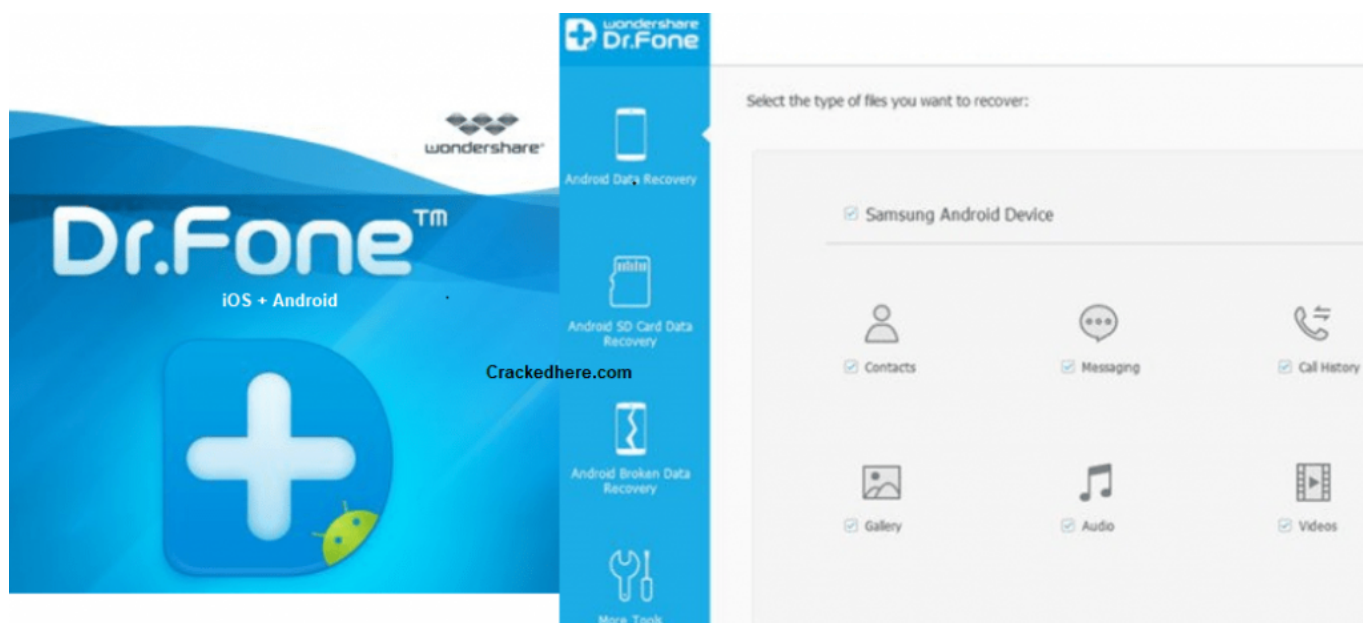 wondershare
Dr.Fone™
iOS + Android
Crackedhere.com
wondershare
Dr.Fone
Android Data Recovery
Android SD Card Data
Recovery
Android Broken Data
Recovery
More Tools
Select the type of files you want to recover:
Samsung Android Device
Contacts
Messaging
Call History
Gallery
Audio
Videos